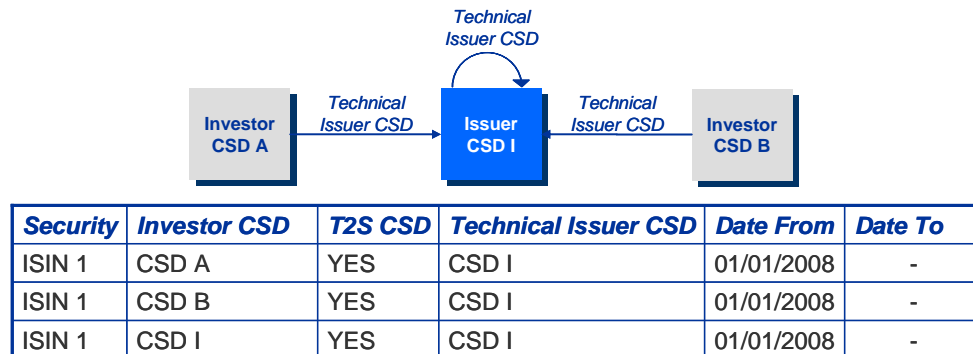 Technical
Issuer CSD
Technical
Issuer CSD
Technical
Issuer CSD
Investor
CSD A
Issuer
CSD I
Investor
CSD B
Security Investor CSD T2S CSD Technical Issuer CSD Date From Date To
ISIN 1 CSD A YES CSD I 01/01/2008 -
ISIN 1 CSD B YES CSD I 01/01/2008 -
ISIN 1 CSD I YES CSD I 01/01/2008 -